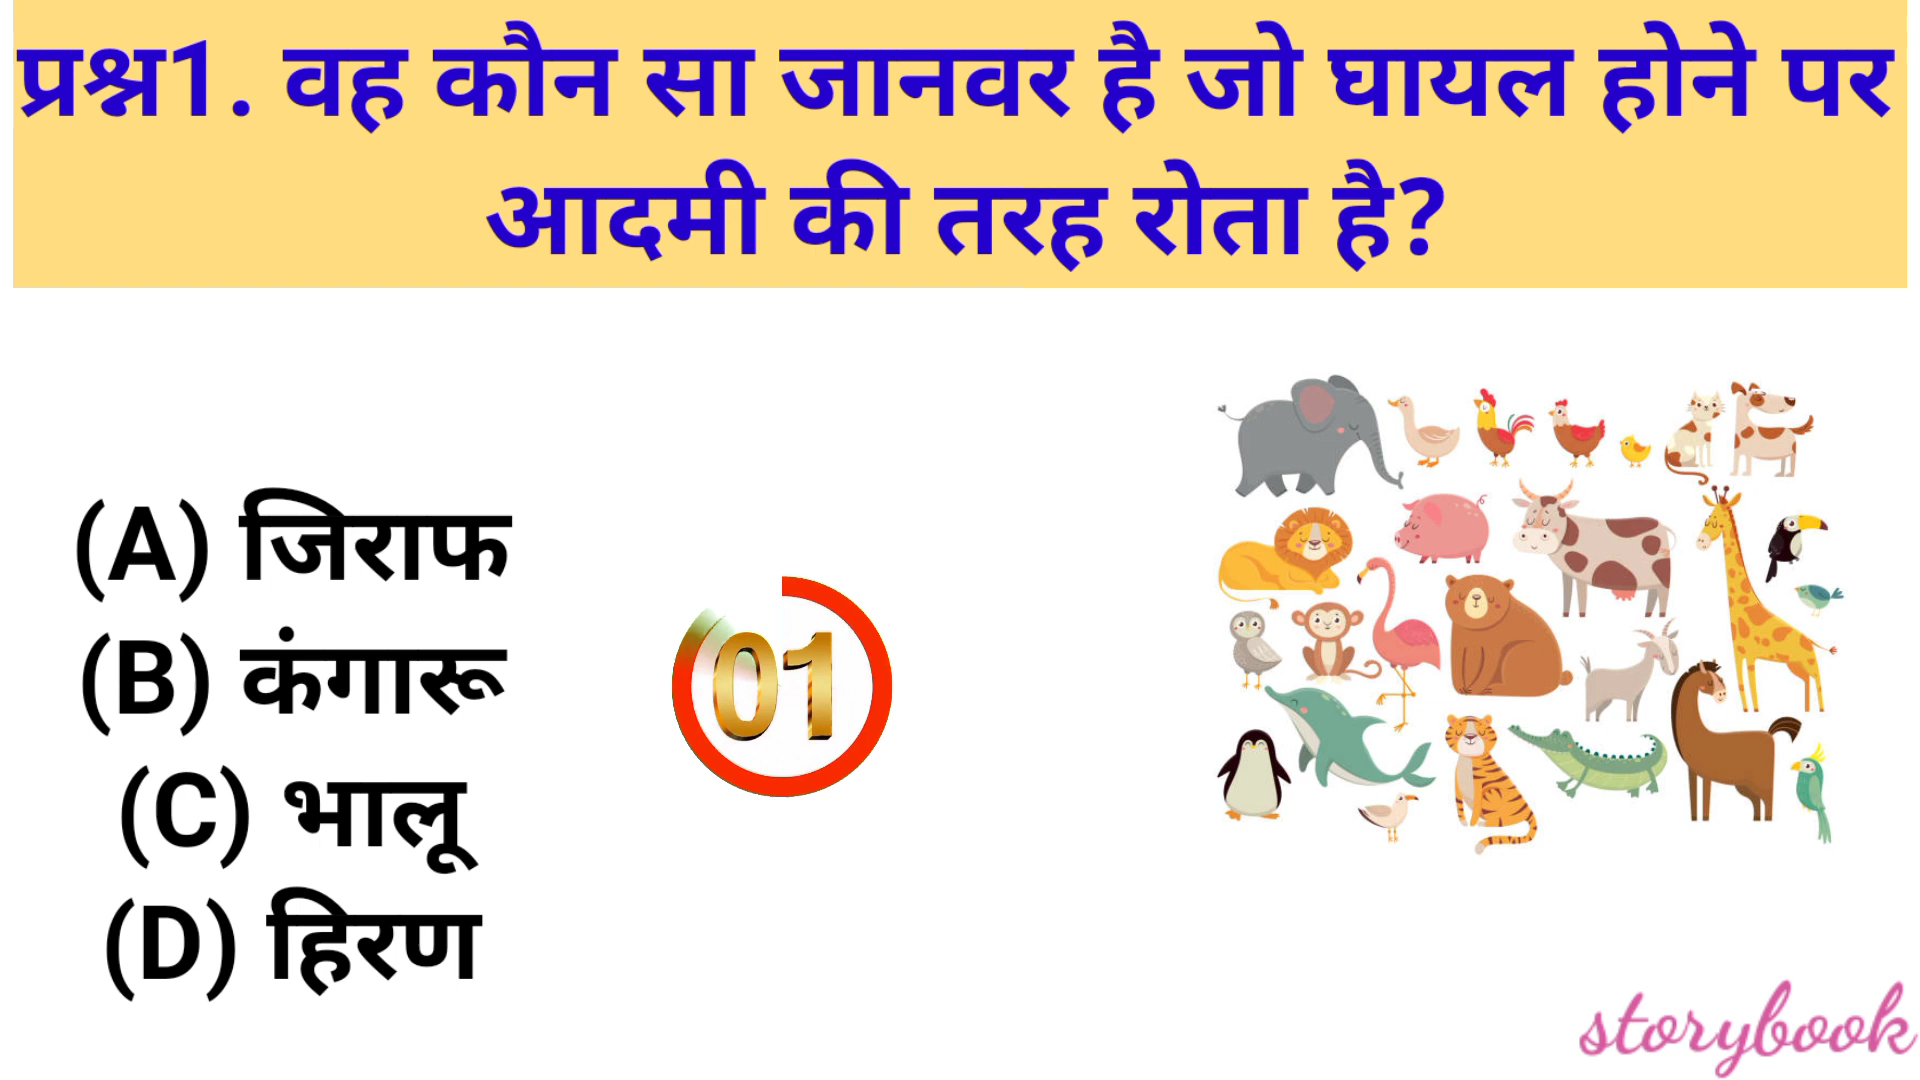 प्रश्न1. वह कौन सा जानवर है जो घायल होने पर
आदमी की तरह रोता है?
(A) जिराफ
(B) कंगारू
(C) भालू
(D) हिरण
01
storybook